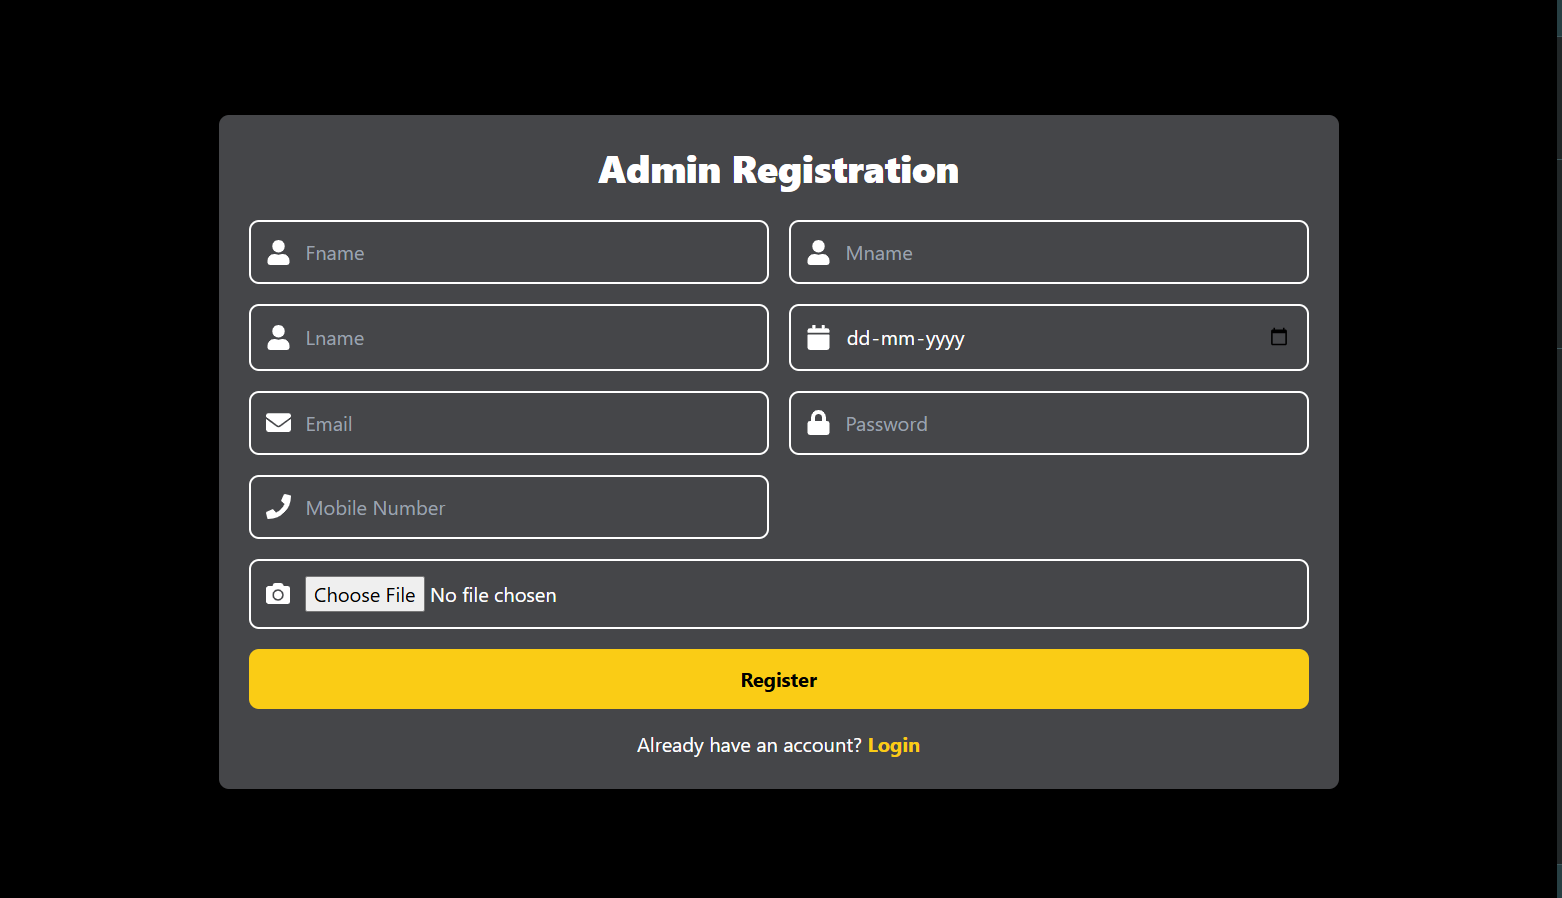 Admin Registration
Fname
Mname
Lname
dd-mm-yyyy
Email
Password
Mobile Number
Choose File No file chosen
Register
Already have an account? Login